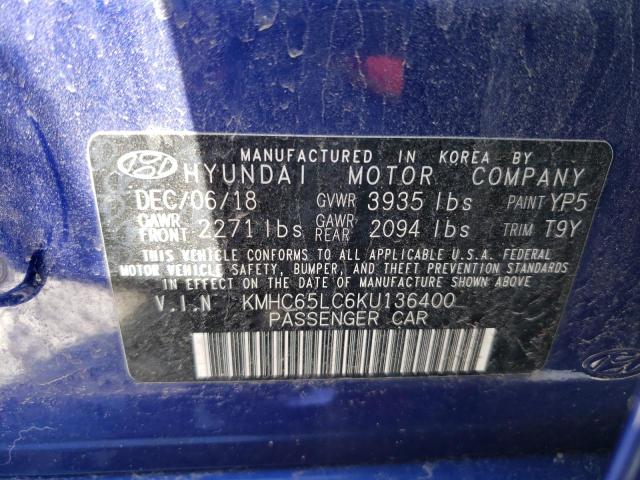 MANUFACTURED IN KOREA BY
HYUNDAI MOTOR COMPANY
DEC/06/18 GVWR 3935 lbs PAINT YP5
GAWR FRONT 2271 lbs GAWR REAR 2094 lbs TRIM T9Y
THIS VEHICLE CONFORMS TO ALL APPLICABLE U.S.A. FEDERAL
MOTOR VEHICLE SAFETY, BUMPER, AND THEFT PREVENTION STANDARDS
IN EFFECT ON THE DATE OF MANUFACTURE SHOWN ABOVE.
V.I.N KMHC65LC6KU136400
PASSENGER CAR